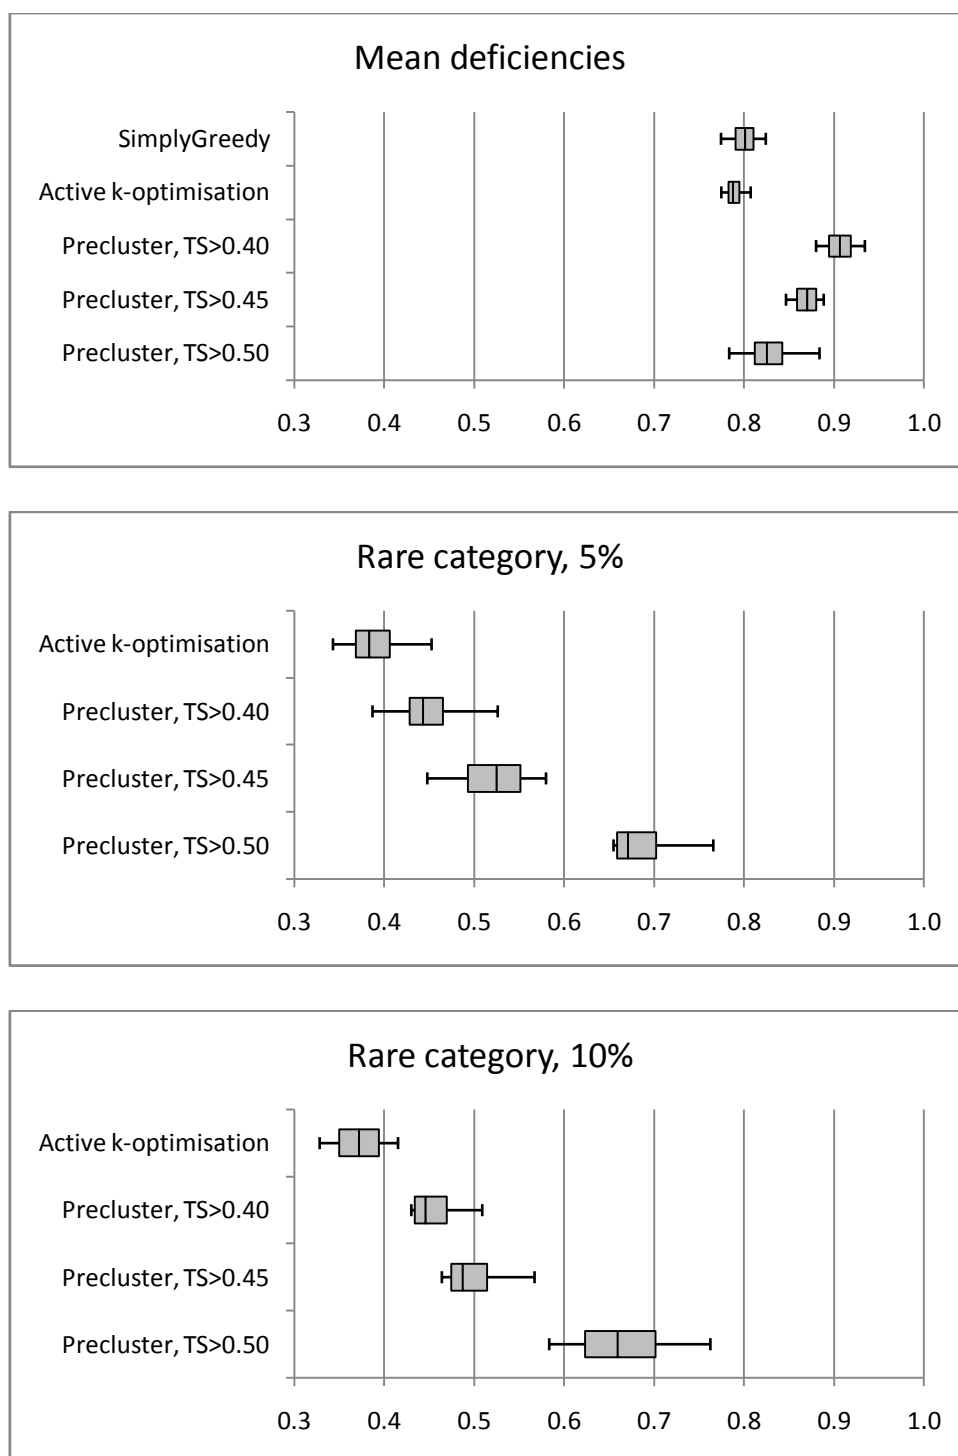 Mean deficiencies
SimplyGreedy
Active k-optimisation
Precluster, TS>0.40
Precluster, TS>0.45
Precluster, TS>0.50
0.3 0.4 0.5 0.6 0.7 0.8 0.9 1.0
Rare category, 5%
Active k-optimisation
Precluster, TS>0.40
Precluster, TS>0.45
Precluster, TS>0.50
0.3 0.4 0.5 0.6 0.7 0.8 0.9 1.0
Rare category, 10%
Active k-optimisation
Precluster, TS>0.40
Precluster, TS>0.45
Precluster, TS>0.50
0.3 0.4 0.5 0.6 0.7 0.8 0.9 1.0